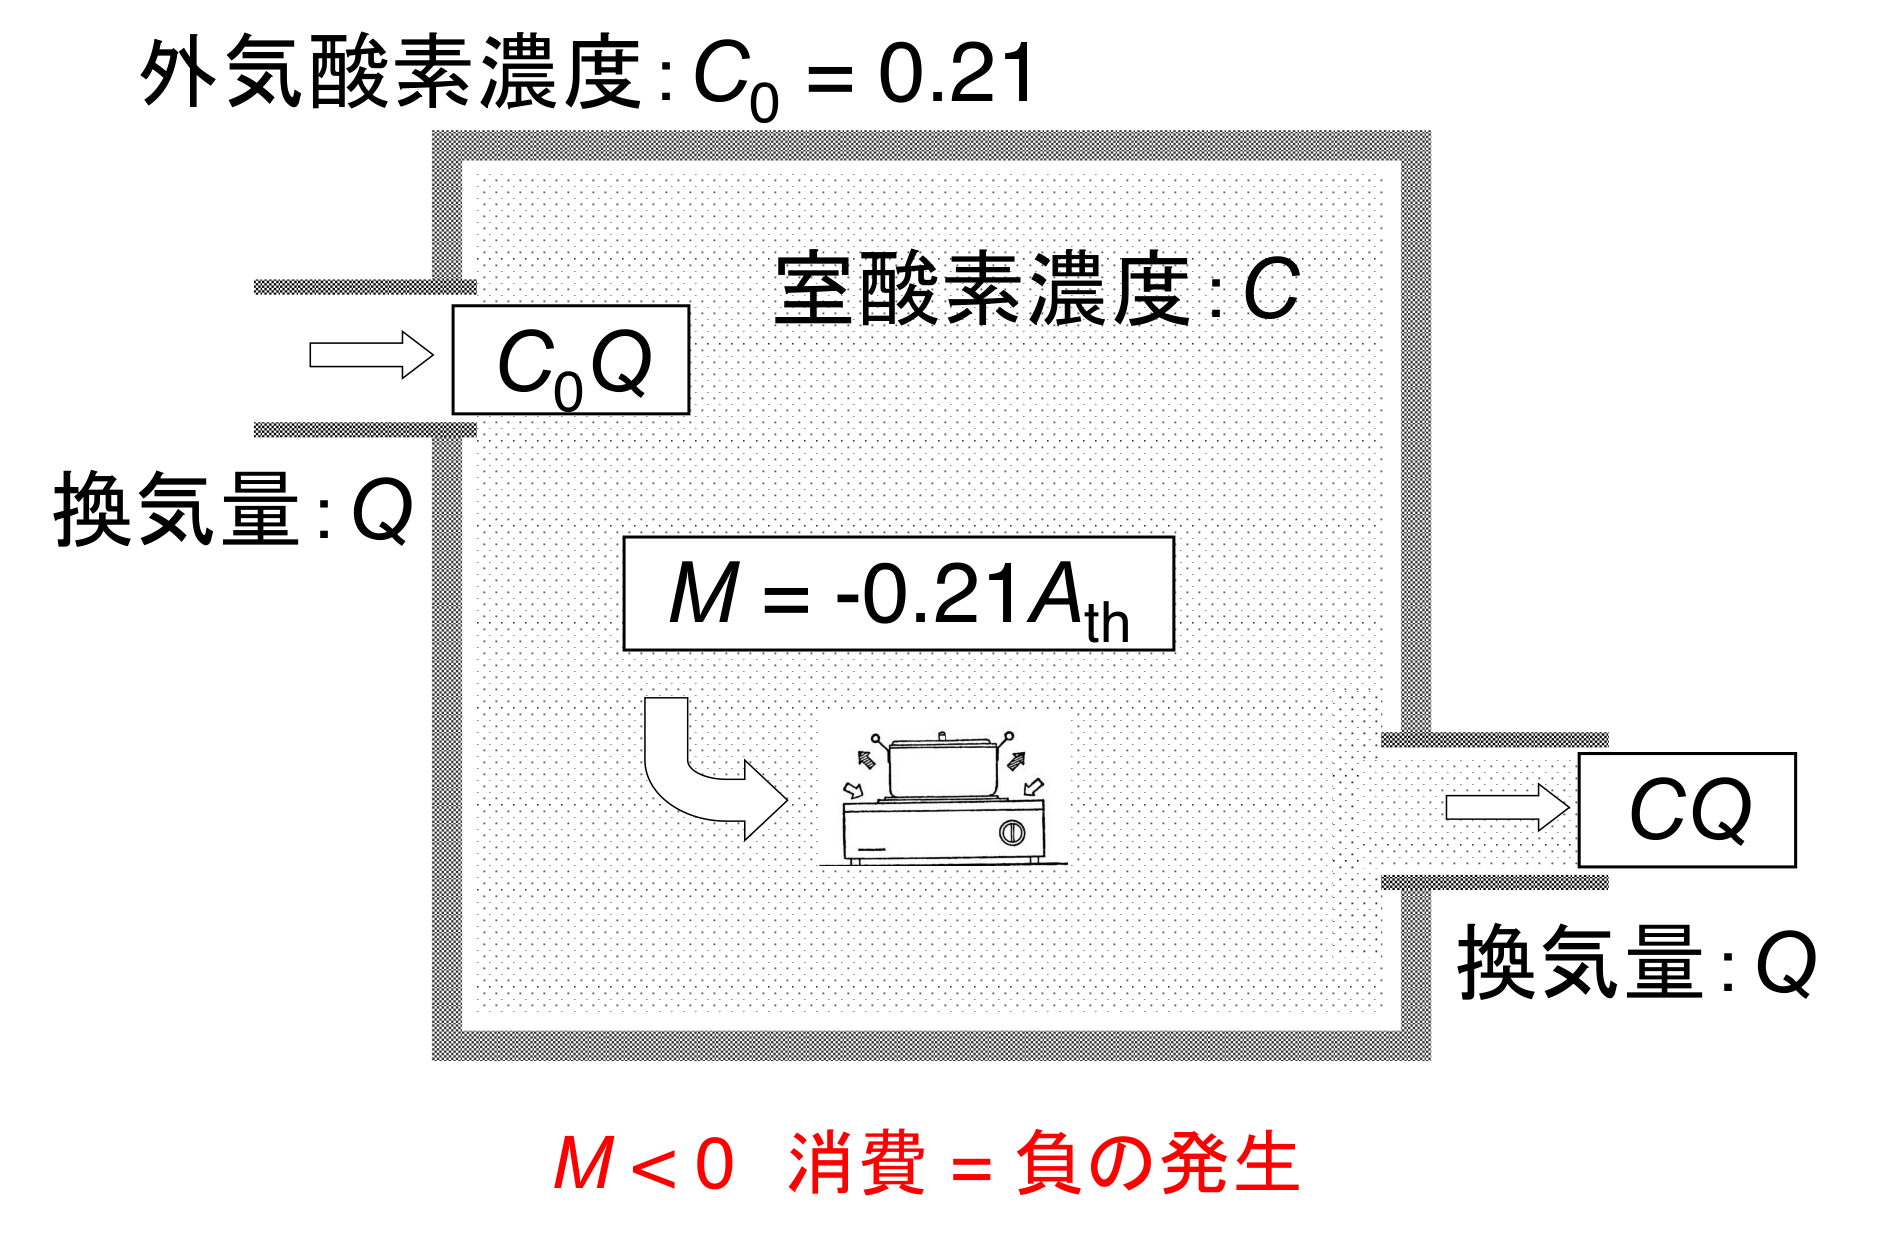 外気酸素濃度：C₀ = 0.21
室酸素濃度：C
C₀Q
換気量：Q
M = -0.21Aₜₕ
CQ
換気量：Q
M < 0 消費 = 負の発生